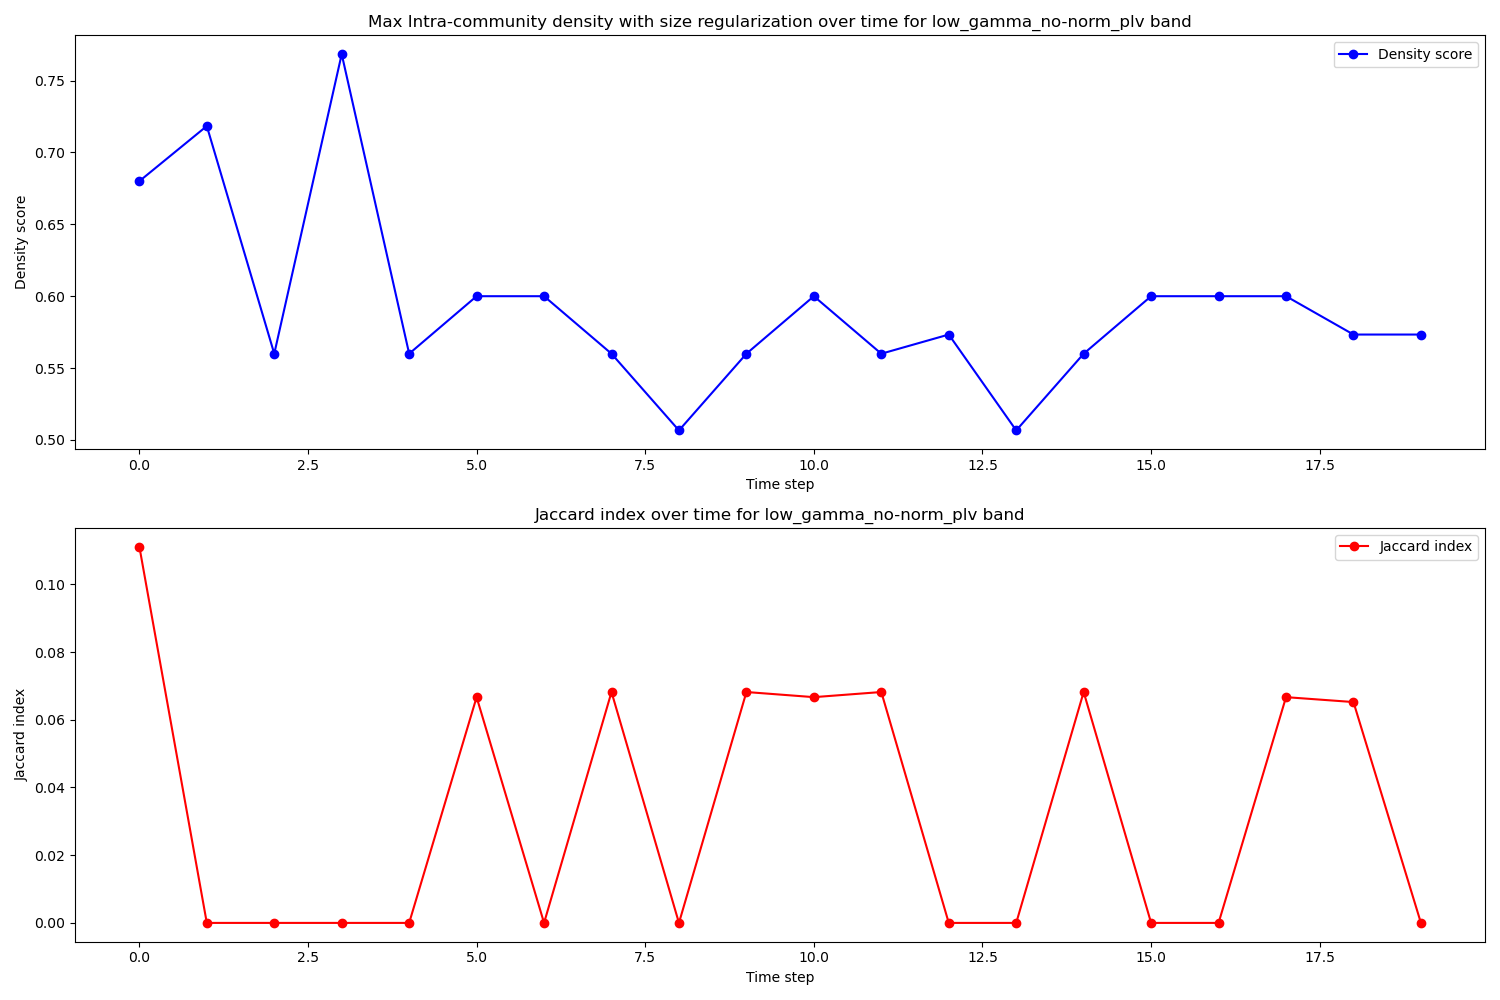 Max Intra-community density with size regularization over time for low_gamma_no-norm_plv band
Density score
0.75
0.70
0.65
0.60
0.55
0.50
Density score
0.0 2.5 5.0 7.5 10.0 12.5 15.0 17.5
Time step
Jaccard index over time for low_gamma_no-norm_plv band
Jaccard index
0.10
0.08
0.06
0.04
0.02
0.00
Jaccard index
0.0 2.5 5.0 7.5 10.0 12.5 15.0 17.5
Time step